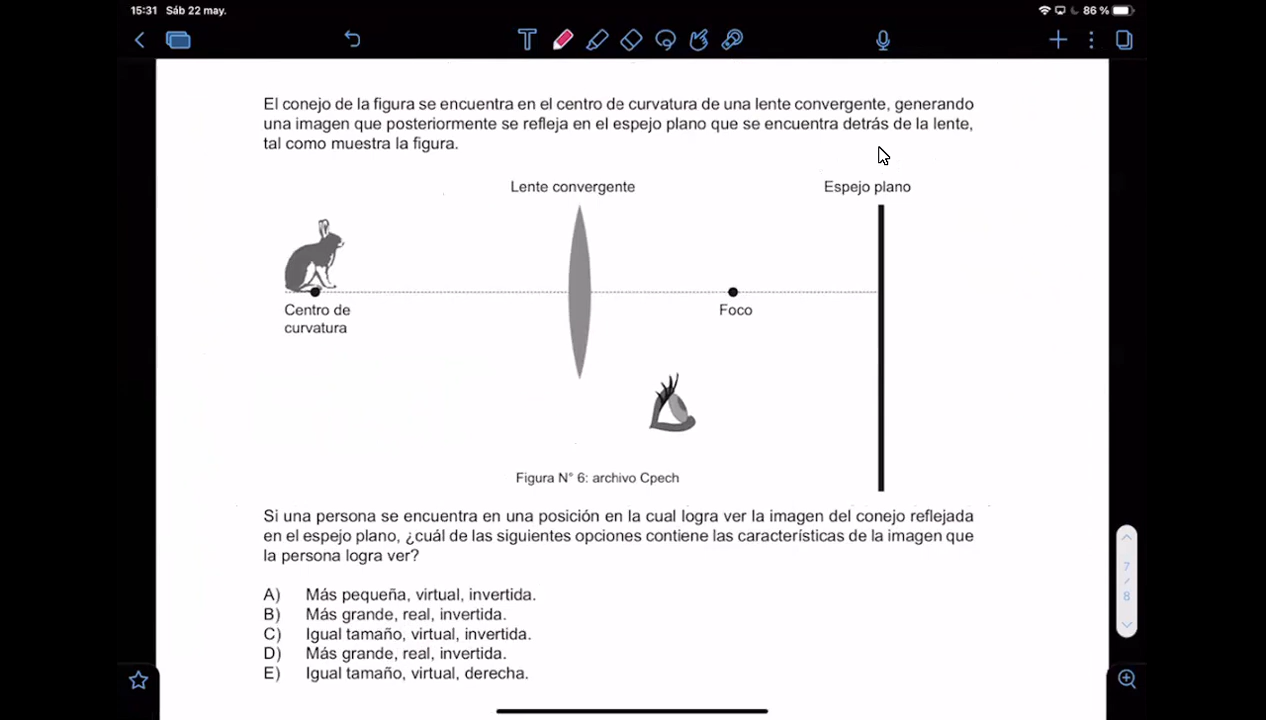 15:31 Sáb 22 may.
86 %
El conejo de la figura se encuentra en el centro de curvatura de una lente convergente, generando
una imagen que posteriormente se refleja en el espejo plano que se encuentra detrás de la lente,
tal como muestra la figura.
Lente convergente
Espejo plano
Centro de
curvatura
Foco
Figura N° 6: archivo Cpech
Si una persona se encuentra en una posición en la cual logra ver la imagen del conejo reflejada
en el espejo plano, ¿cuál de las siguientes opciones contiene las características de la imagen que
la persona logra ver?
A) Más pequeña, virtual, invertida.
B) Más grande, real, invertida.
C) Igual tamaño, virtual, invertida.
D) Más grande, real, invertida.
E) Igual tamaño, virtual, derecha.
7
/
8